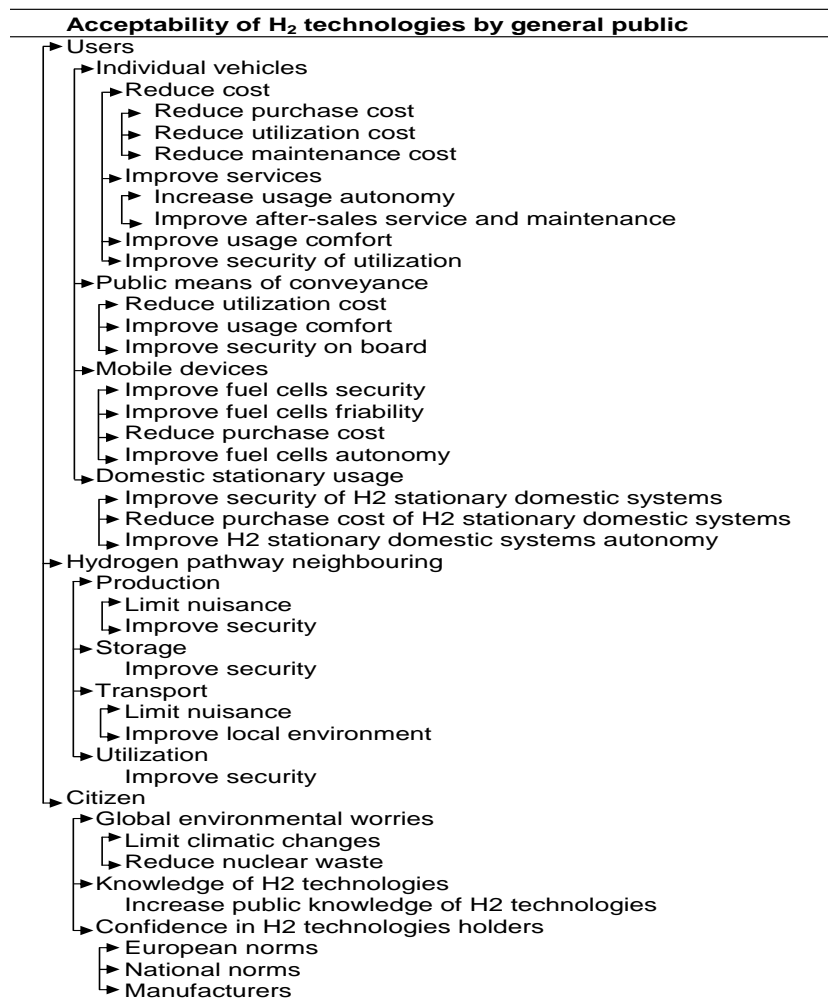 Acceptability of H₂ technologies by general public
Users
Individual vehicles
Reduce cost
Reduce purchase cost
Reduce utilization cost
Reduce maintenance cost
Improve services
Increase usage autonomy
Improve after-sales service and maintenance
Improve usage comfort
Improve security of utilization
Public means of conveyance
Reduce utilization cost
Improve usage comfort
Improve security on board
Mobile devices
Improve fuel cells security
Improve fuel cells friability
Reduce purchase cost
Improve fuel cells autonomy
Domestic stationary usage
Improve security of H2 stationary domestic systems
Reduce purchase cost of H2 stationary domestic systems
Improve H2 stationary domestic systems autonomy
Hydrogen pathway neighbouring
Production
Limit nuisance
Improve security
Storage
Improve security
Transport
Limit nuisance
Improve local environment
Utilization
Improve security
Citizen
Global environmental worries
Limit climatic changes
Reduce nuclear waste
Knowledge of H2 technologies
Increase public knowledge of H2 technologies
Confidence in H2 technologies holders
European norms
National norms
Manufacturers